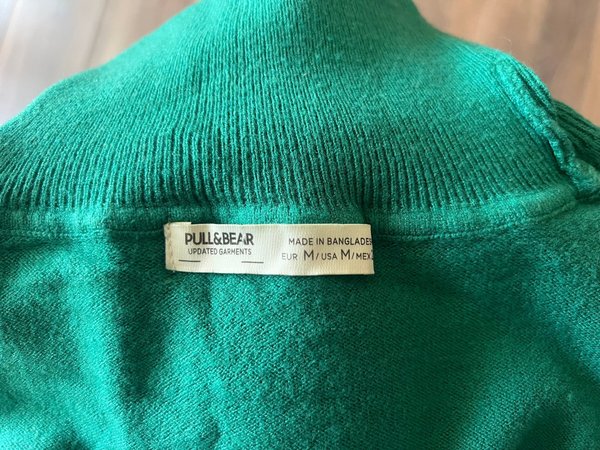 PULL&BEAR
UPDATED GARMENTS
MADE IN BANGLADES
EUR M/USA M/MEX.